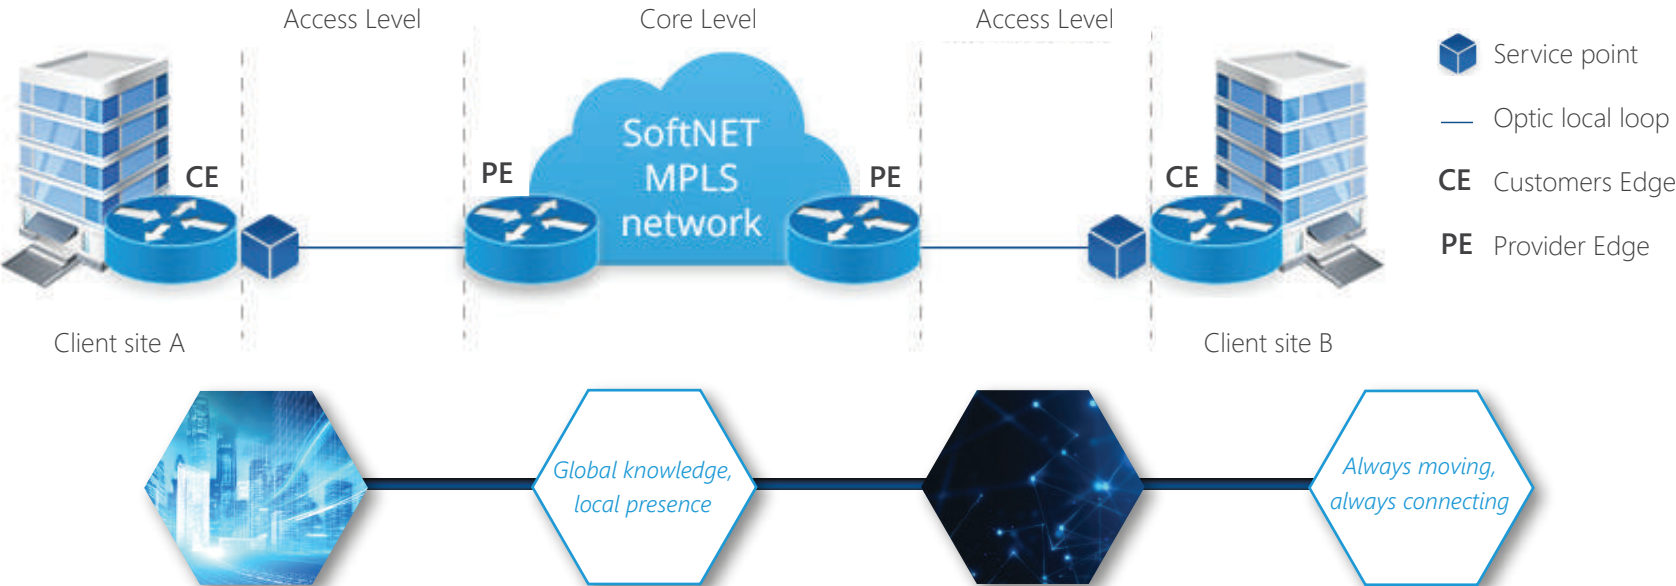 Access Level
Core Level
Access Level
Service point
Optic local loop
CE Customers Edge
PE Provider Edge
CE
PE
SoftNET
MPLS
network
PE
CE
Client site A
Client site B
Global knowledge,
local presence
Always moving,
always connecting